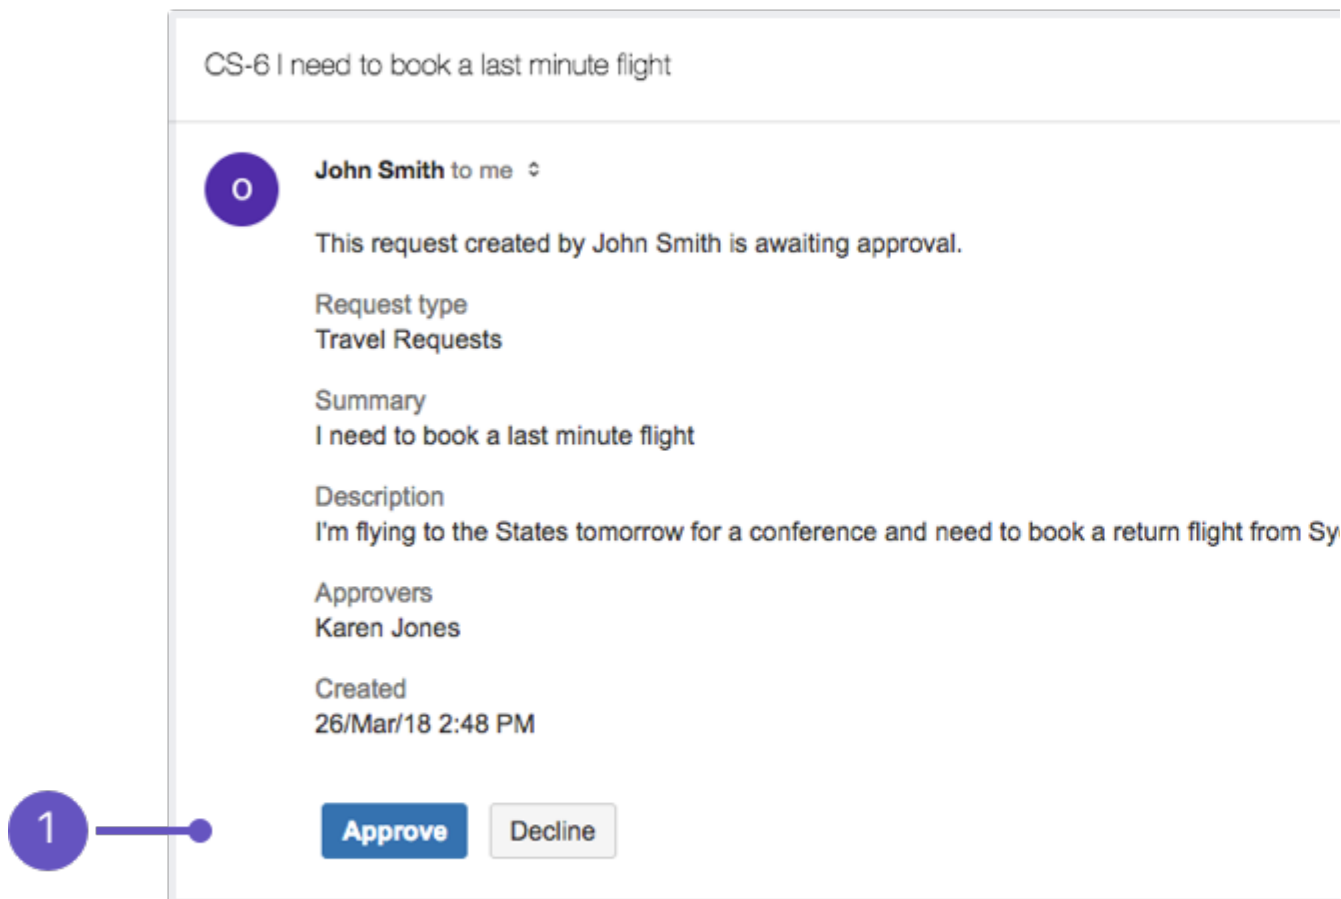 CS-6 I need to book a last minute flight
O
John Smith to me
This request created by John Smith is awaiting approval.
Request type
Travel Requests
Summary
I need to book a last minute flight
Description
I'm flying to the States tomorrow for a conference and need to book a return flight from
Approvers
Karen Jones
Created
26/Mar/18 2:48 PM
1
Approve Decline